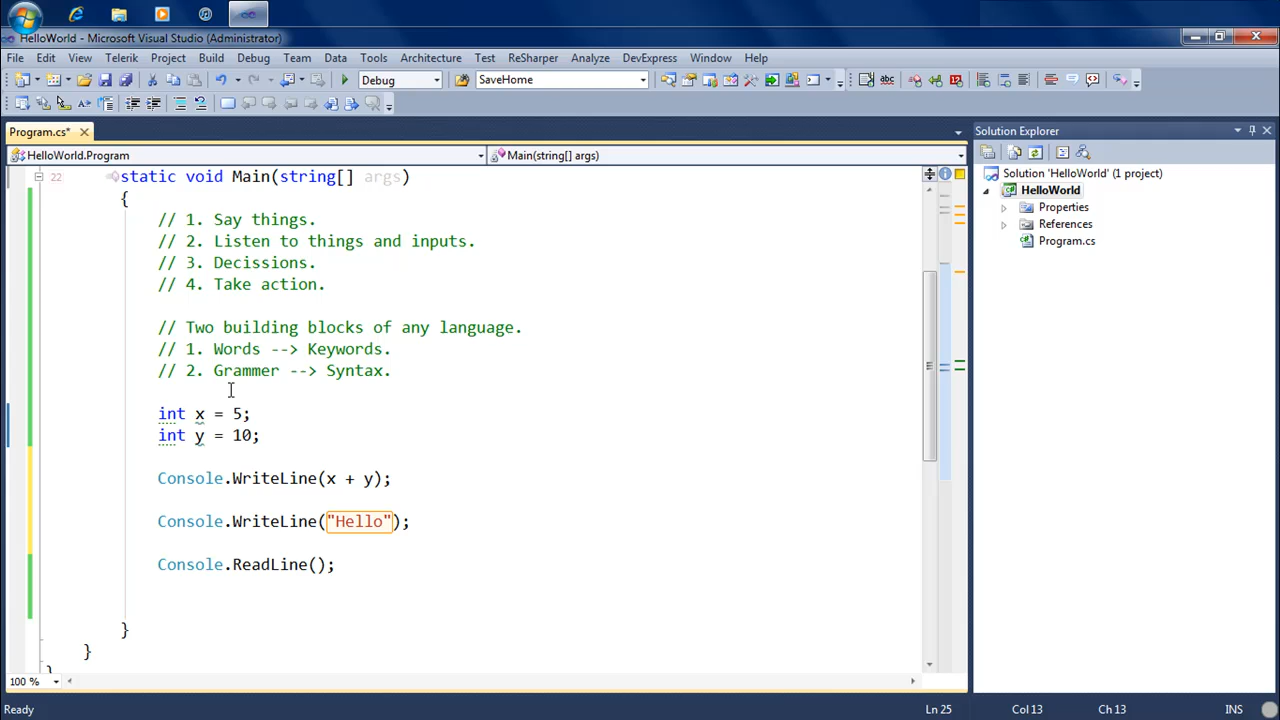 HelloWorld - Microsoft Visual Studio (Administrator)
File Edit View Telerik Project Build Debug Team Data Tools Architecture Test ReSharper Analyze DevExpress Window Help
Debug SaveHome
Program.cs*
HelloWorld.Program Main(string[] args)
22 static void Main(string[] args)
{
// 1. Say things.
// 2. Listen to things and inputs.
// 3. Decissions.
// 4. Take action.
// Two building blocks of any language.
// 1. Words --> Keywords.
// 2. Grammer --> Syntax.
int x = 5;
int y = 10;
Console.WriteLine(x + y);
Console.WriteLine("Hello");
Console.ReadLine();
}
}
}
100 %
Solution Explorer
Solution 'HelloWorld' (1 project)
HelloWorld
Properties
References
Program.cs
Ready Ln 25 Col 13 Ch 13 INS